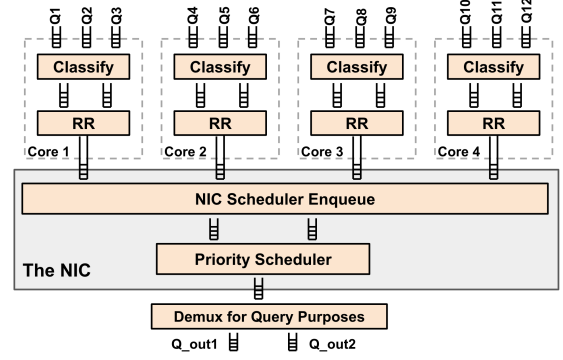 Q1 Q2 Q3 Q4 Q5 Q6 Q7 Q8 Q9 Q10 Q11 Q12
Classify Classify Classify Classify
RR RR RR RR
Core 1 Core 2 Core 3 Core 4
NIC Scheduler Enqueue
Priority Scheduler
The NIC
Demux for Query Purposes
Q_out1 Q_out2